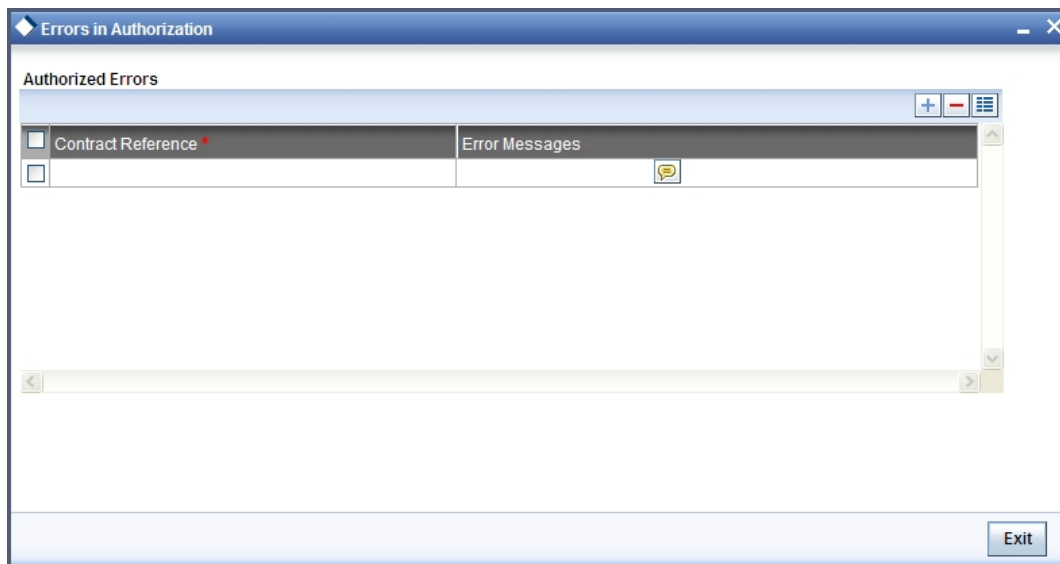 Errors in Authorization
Authorized Errors
Contract Reference * Error Messages
Exit